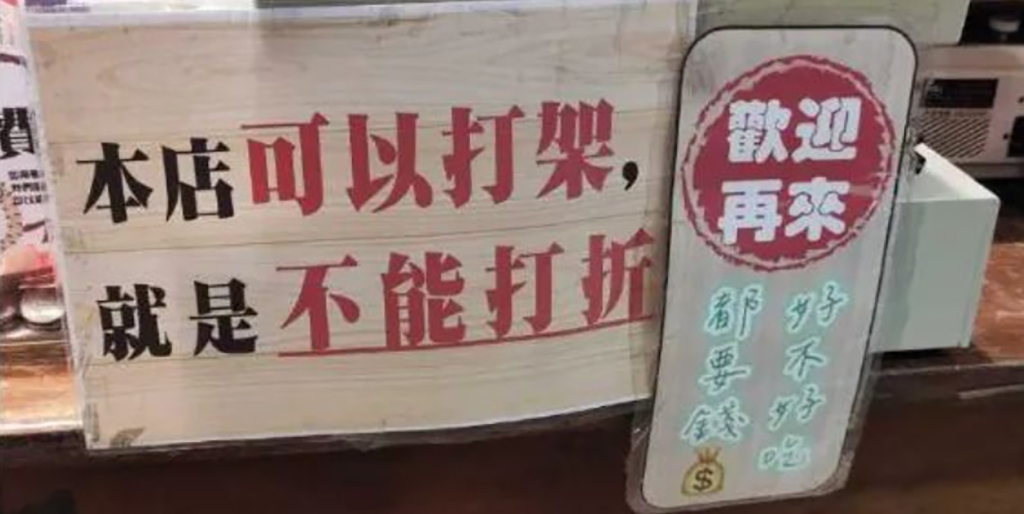 本店可以打架，
就是不能打折
歡迎
再來
好不好吃
都要錢
$